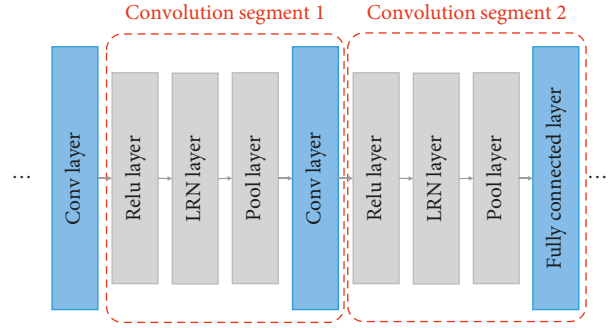 Convolution segment 1
Convolution segment 2
...
Conv layer
Relu layer
LRN layer
Pool layer
Conv layer
Relu layer
LRN layer
Pool layer
Fully connected layer
...